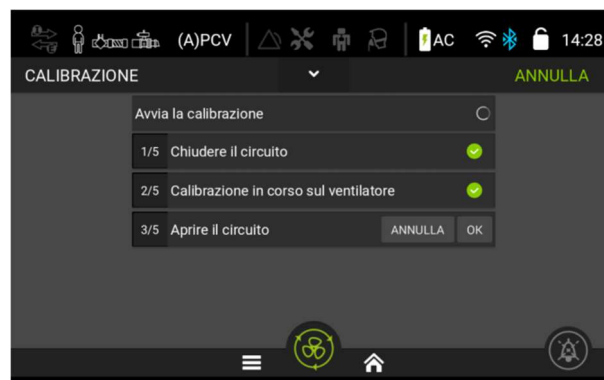 (A)PCV AC 14:28
CALIBRAZIONE ANNULLA
Avvia la calibrazione
1/5 Chiudere il circuito
2/5 Calibrazione in corso sul ventilatore
3/5 Aprire il circuito ANNULLA OK